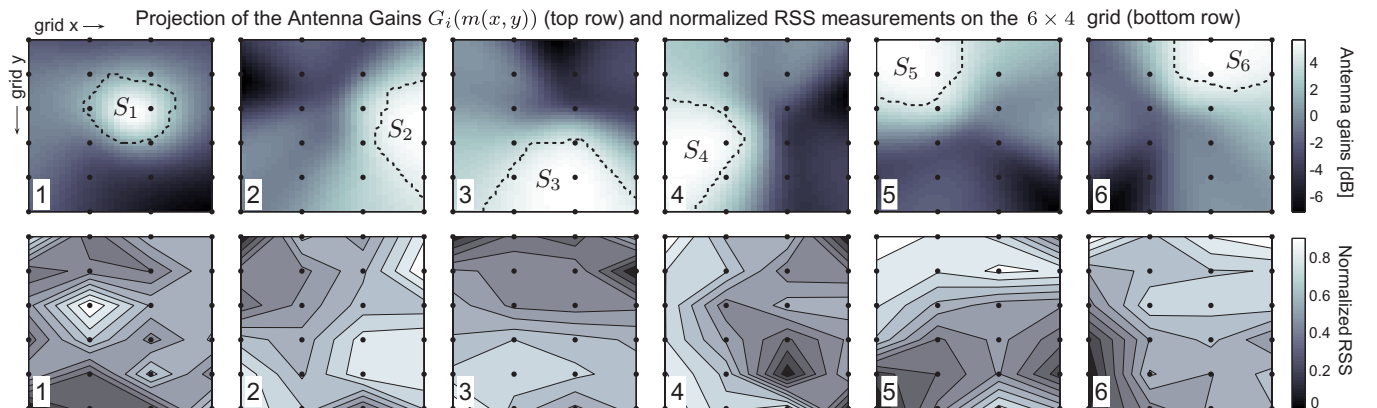 Projection of the Antenna Gains G_i(m(x, y)) (top row) and normalized RSS measurements on the 6 × 4 grid (bottom row)
grid x →
grid y →
S_1
1
S_2
2
S_3
3
S_4
4
S_5
5
S_6
6
4
2
0
-2
-4
-6
Antenna gains [dB]
1
2
3
4
5
6
0.8
0.6
0.4
0.2
0
Normalized RSS